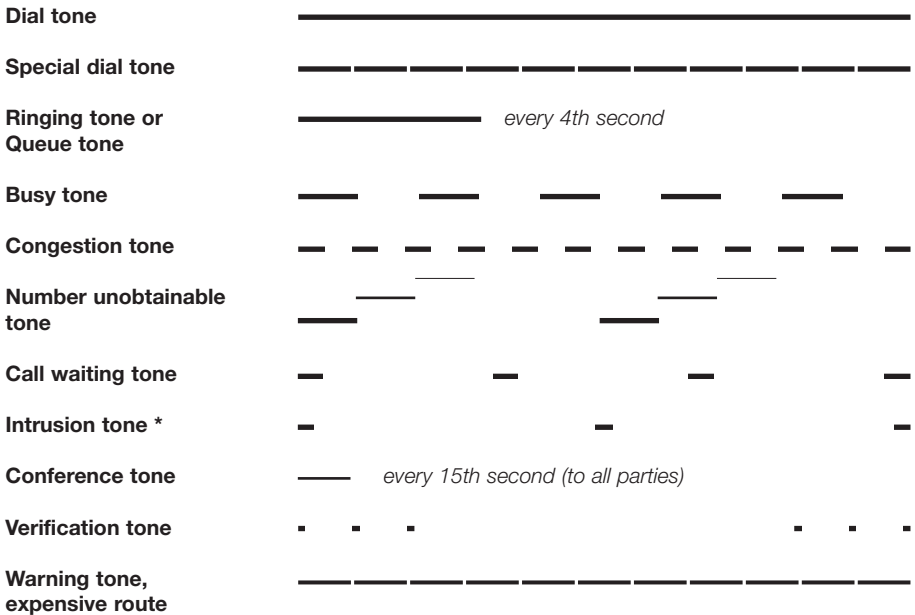 Dial tone
Special dial tone
Ringing tone or
every 4th second
Queue tone
Busy tone
Congestion tone
Number unobtainable
tone
Call waiting tone
Intrusion tone *
Conference tone
every 15th second (to all parties)
Verification tone
Warning tone,
expensive route